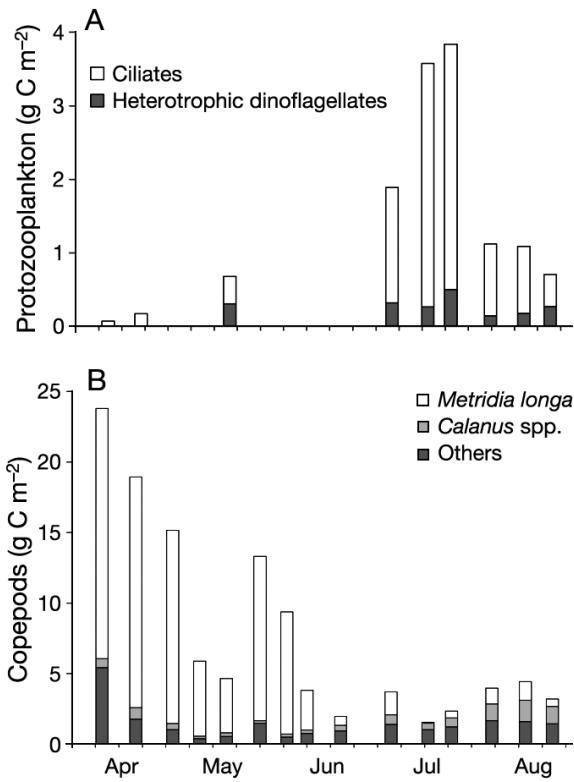 A
4
3
2
1
0
Protozooplankton (g C m⁻²)
Ciliates
Heterotrophic dinoflagellates
B
25
20
15
10
5
0
Copepods (g C m⁻²)
Metridia longa
Calanus spp.
Others
Apr May Jun Jul Aug